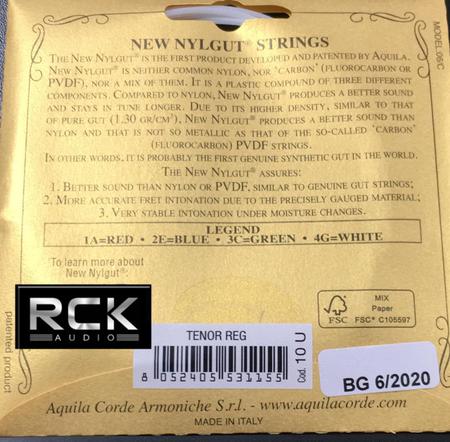 NEW NYLGUT® STRINGS
THE NEW NYLGUT® IS THE FIRST PRODUCT DEVELOPED AND PATENTED BY AQUILA.
NEW NYLGUT® IS NEITHER COMMON NYLON, NOR ‘CARBON’ (FLUOROCARBON OR
PVDF), NOR A MIX OF THEM. IT IS A PLASTIC COMPOUND OF THREE DIFFERENT
COMPONENTS. COMPARED TO NYLON, NEW NYLGUT® PRODUCES A BETTER SOUND
AND STAYS IN TUNE LONGER. DUE TO ITS HIGHER DENSITY, SIMILAR TO THAT
OF PURE GUT (1.30 GR/CM³), NEW NYLGUT® PRODUCES A BETTER SOUND THAN
NYLON AND THAT IS NOT SO METALLIC AS THAT OF THE SO-CALLED ‘CARBON’
(FLUOROCARBON) PVDF STRINGS.
IN OTHER WORDS, IT IS PROBABLY THE FIRST GENUINE SYNTHETIC GUT IN THE WORLD.
THE NEW NYLGUT® ASSURES:
1. BETTER SOUND THAN NYLON OR PVDF, SIMILAR TO GENUINE GUT STRINGS;
2. MORE ACCURATE FRET INTONATION DUE TO THE PRECISELY GAUGED MATERIAL;
3. VERY STABLE INTONATION UNDER MOISTURE CHANGES.
LEGEND
1A=RED • 2E=BLUE • 3C=GREEN • 4G=WHITE
To learn more about
New Nylgut®:
RCK
AUDIO
TENOR REG
8 052405 531155
Cod. 10 U
FSC
MIX
Paper
FSC® C105597
BG 6/2020
Aquila Corde Armoniche S.r.l. - www.aquilacorde.com
MADE IN ITALY
patented product
MODEL.06\C